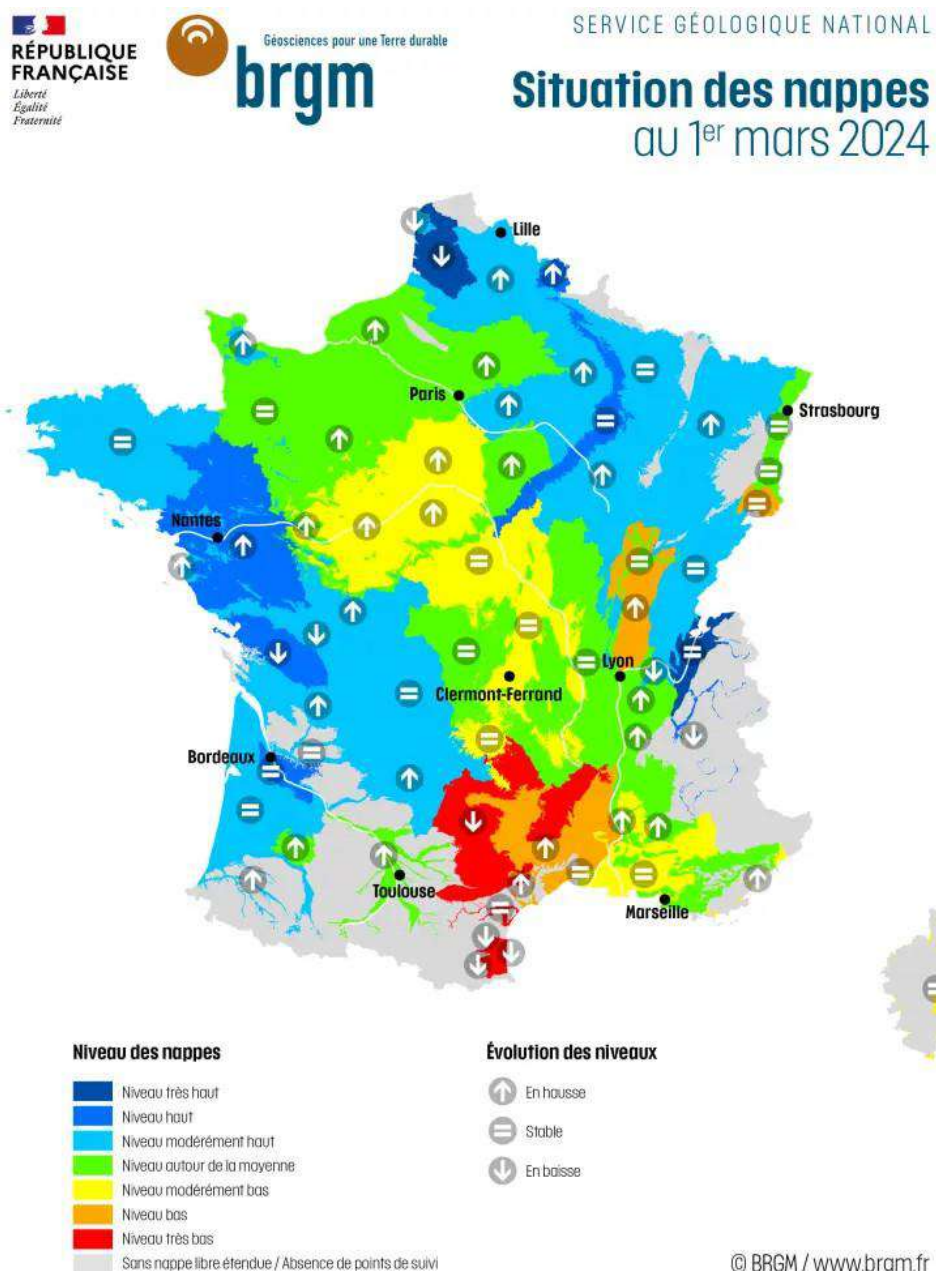 RÉPUBLIQUE
FRANÇAISE
Liberté
Égalité
Fraternité
Géosciences pour une Terre durable
brgm
SERVICE GÉOLOGIQUE NATIONAL
Situation des nappes
au 1er mars 2024
Lille
Paris
Strasbourg
Nantes
Lyon
Clermont-Ferrand
Bordeaux
Toulouse
Marseille
Niveau des nappes
Niveau très haut
Niveau haut
Niveau modérément haut
Niveau autour de la moyenne
Niveau modérément bas
Niveau bas
Niveau très bas
Sans nappe libre étendue / Absence de points de suivi
Évolution des niveaux
En hausse
Stable
En baisse
© BRGM / www.brgm.fr